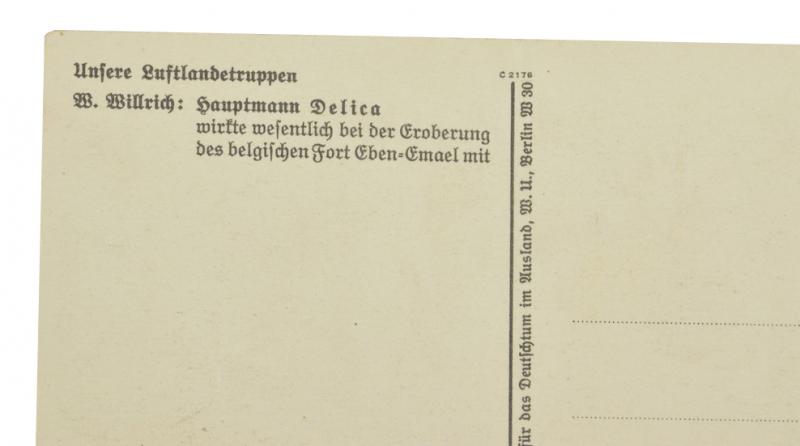 Unsere Luftlandetruppen
W. Willrich: Hauptmann Delica
wirkte wesentlich bei der Eroberung
des belgischen Fort Eben-Emael mit
C 2176
für das Deutschtum im Ausland, W. U., Berlin W 30